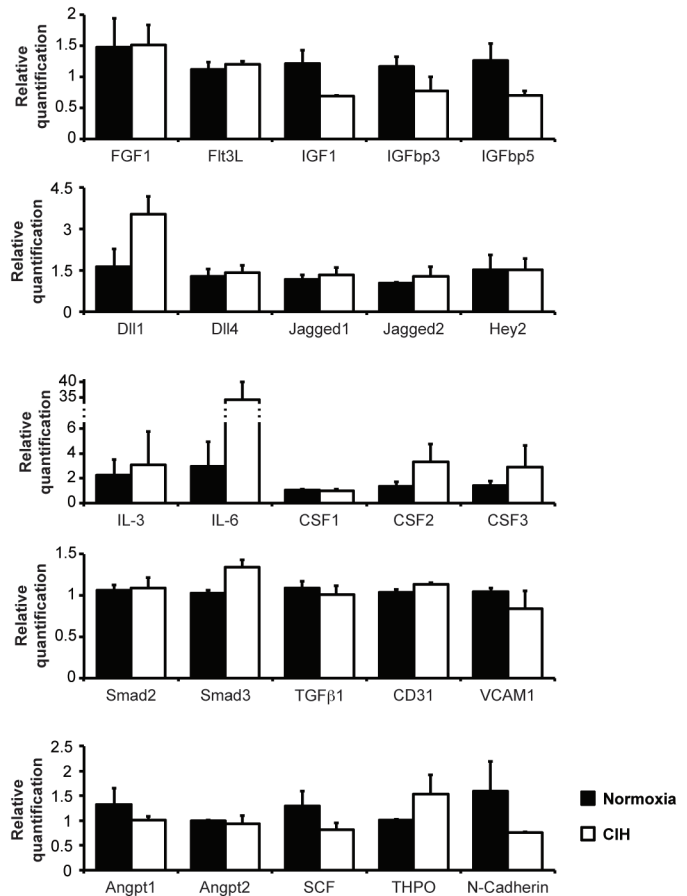 Relative
quantification
2
1.5
1
0.5
0
FGF1 Flt3L IGF1 IGFbp3 IGFbp5
Relative
quantification
4.5
3
1.5
0
Dll1 Dll4 Jagged1 Jagged2 Hey2
Relative
quantification
40
35
6
4
2
0
IL-3 IL-6 CSF1 CSF2 CSF3
Relative
quantification
1.5
1
0.5
0
Smad2 Smad3 TGFβ1 CD31 VCAM1
Relative
quantification
2.5
2
1.5
1
0.5
0
Angpt1 Angpt2 SCF THPO N-Cadherin
Normoxia
CIH